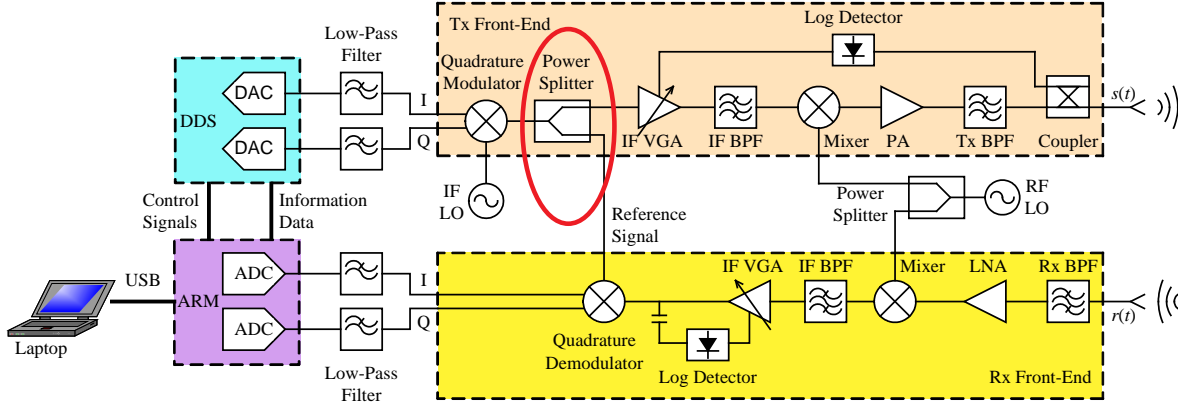 Tx Front-End
Log Detector
Low-Pass
Filter
Quadrature
Modulator
Power
Splitter
DAC
I
s(t)
DDS
DAC
Q
IF VGA
IF BPF
Mixer
PA
Tx BPF
Coupler
Control
Signals
Information
Data
IF
LO
Reference
Signal
Power
Splitter
RF
LO
USB
ADC
I
IF VGA
IF BPF
Mixer
LNA
Rx BPF
ARM
ADC
Q
r(t)
Laptop
Quadrature
Demodulator
Log Detector
Low-Pass
Filter
Rx Front-End